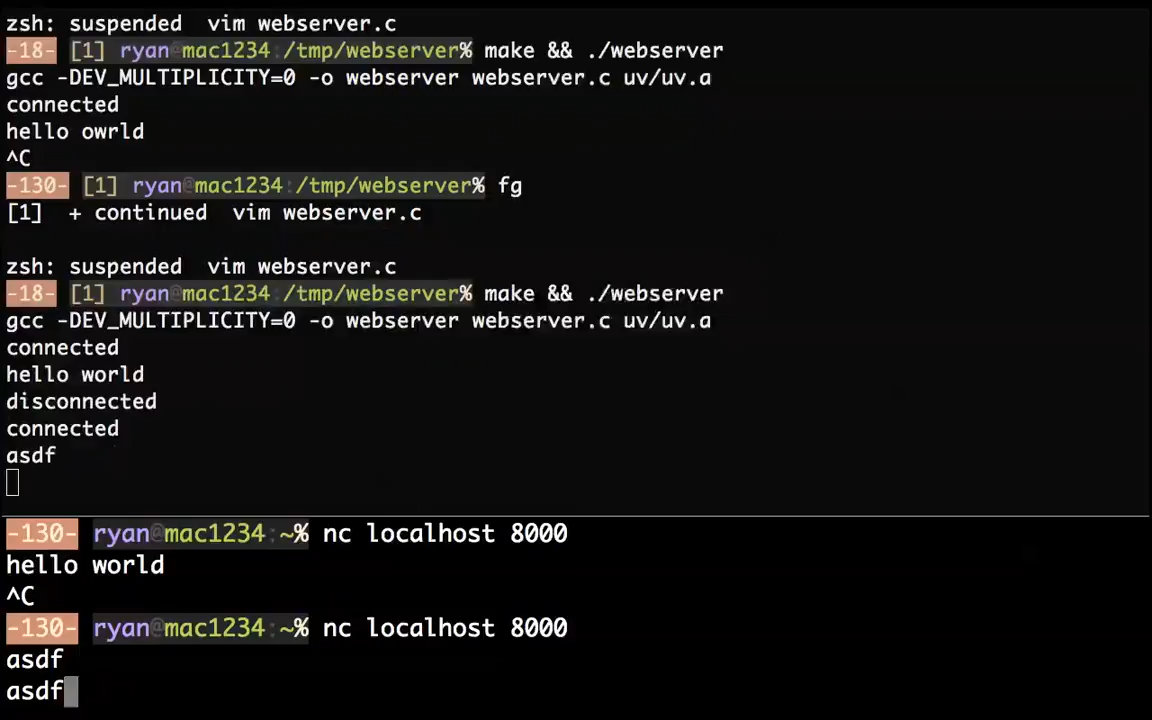 zsh: suspended  vim webserver.c
-18- [1] ryan@mac1234:/tmp/webserver% make && ./webserver
gcc -DEV_MULTIPLICITY=0 -o webserver webserver.c uv/uv.a
connected
hello owrld
^C
-130- [1] ryan@mac1234:/tmp/webserver% fg
[1]  + continued  vim webserver.c
zsh: suspended  vim webserver.c
-18- [1] ryan@mac1234:/tmp/webserver% make && ./webserver
gcc -DEV_MULTIPLICITY=0 -o webserver webserver.c uv/uv.a
connected
hello world
disconnected
connected
asdf
-130- ryan@mac1234:~% nc localhost 8000
hello world
^C
-130- ryan@mac1234:~% nc localhost 8000
asdf
asdf